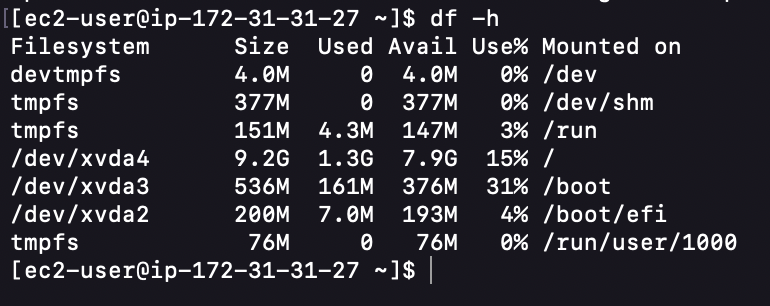 [[ec2-user@ip-172-31-31-27 ~]$ df -h
Filesystem      Size  Used Avail Use% Mounted on
devtmpfs        4.0M     0  4.0M   0% /dev
tmpfs           377M     0  377M   0% /dev/shm
tmpfs           151M  4.3M  147M   3% /run
/dev/xvda4      9.2G  1.3G  7.9G  15% /
/dev/xvda3      536M  161M  376M  31% /boot
/dev/xvda2      200M  7.0M  193M   4% /boot/efi
tmpfs            76M     0   76M   0% /run/user/1000
[ec2-user@ip-172-31-31-27 ~]$